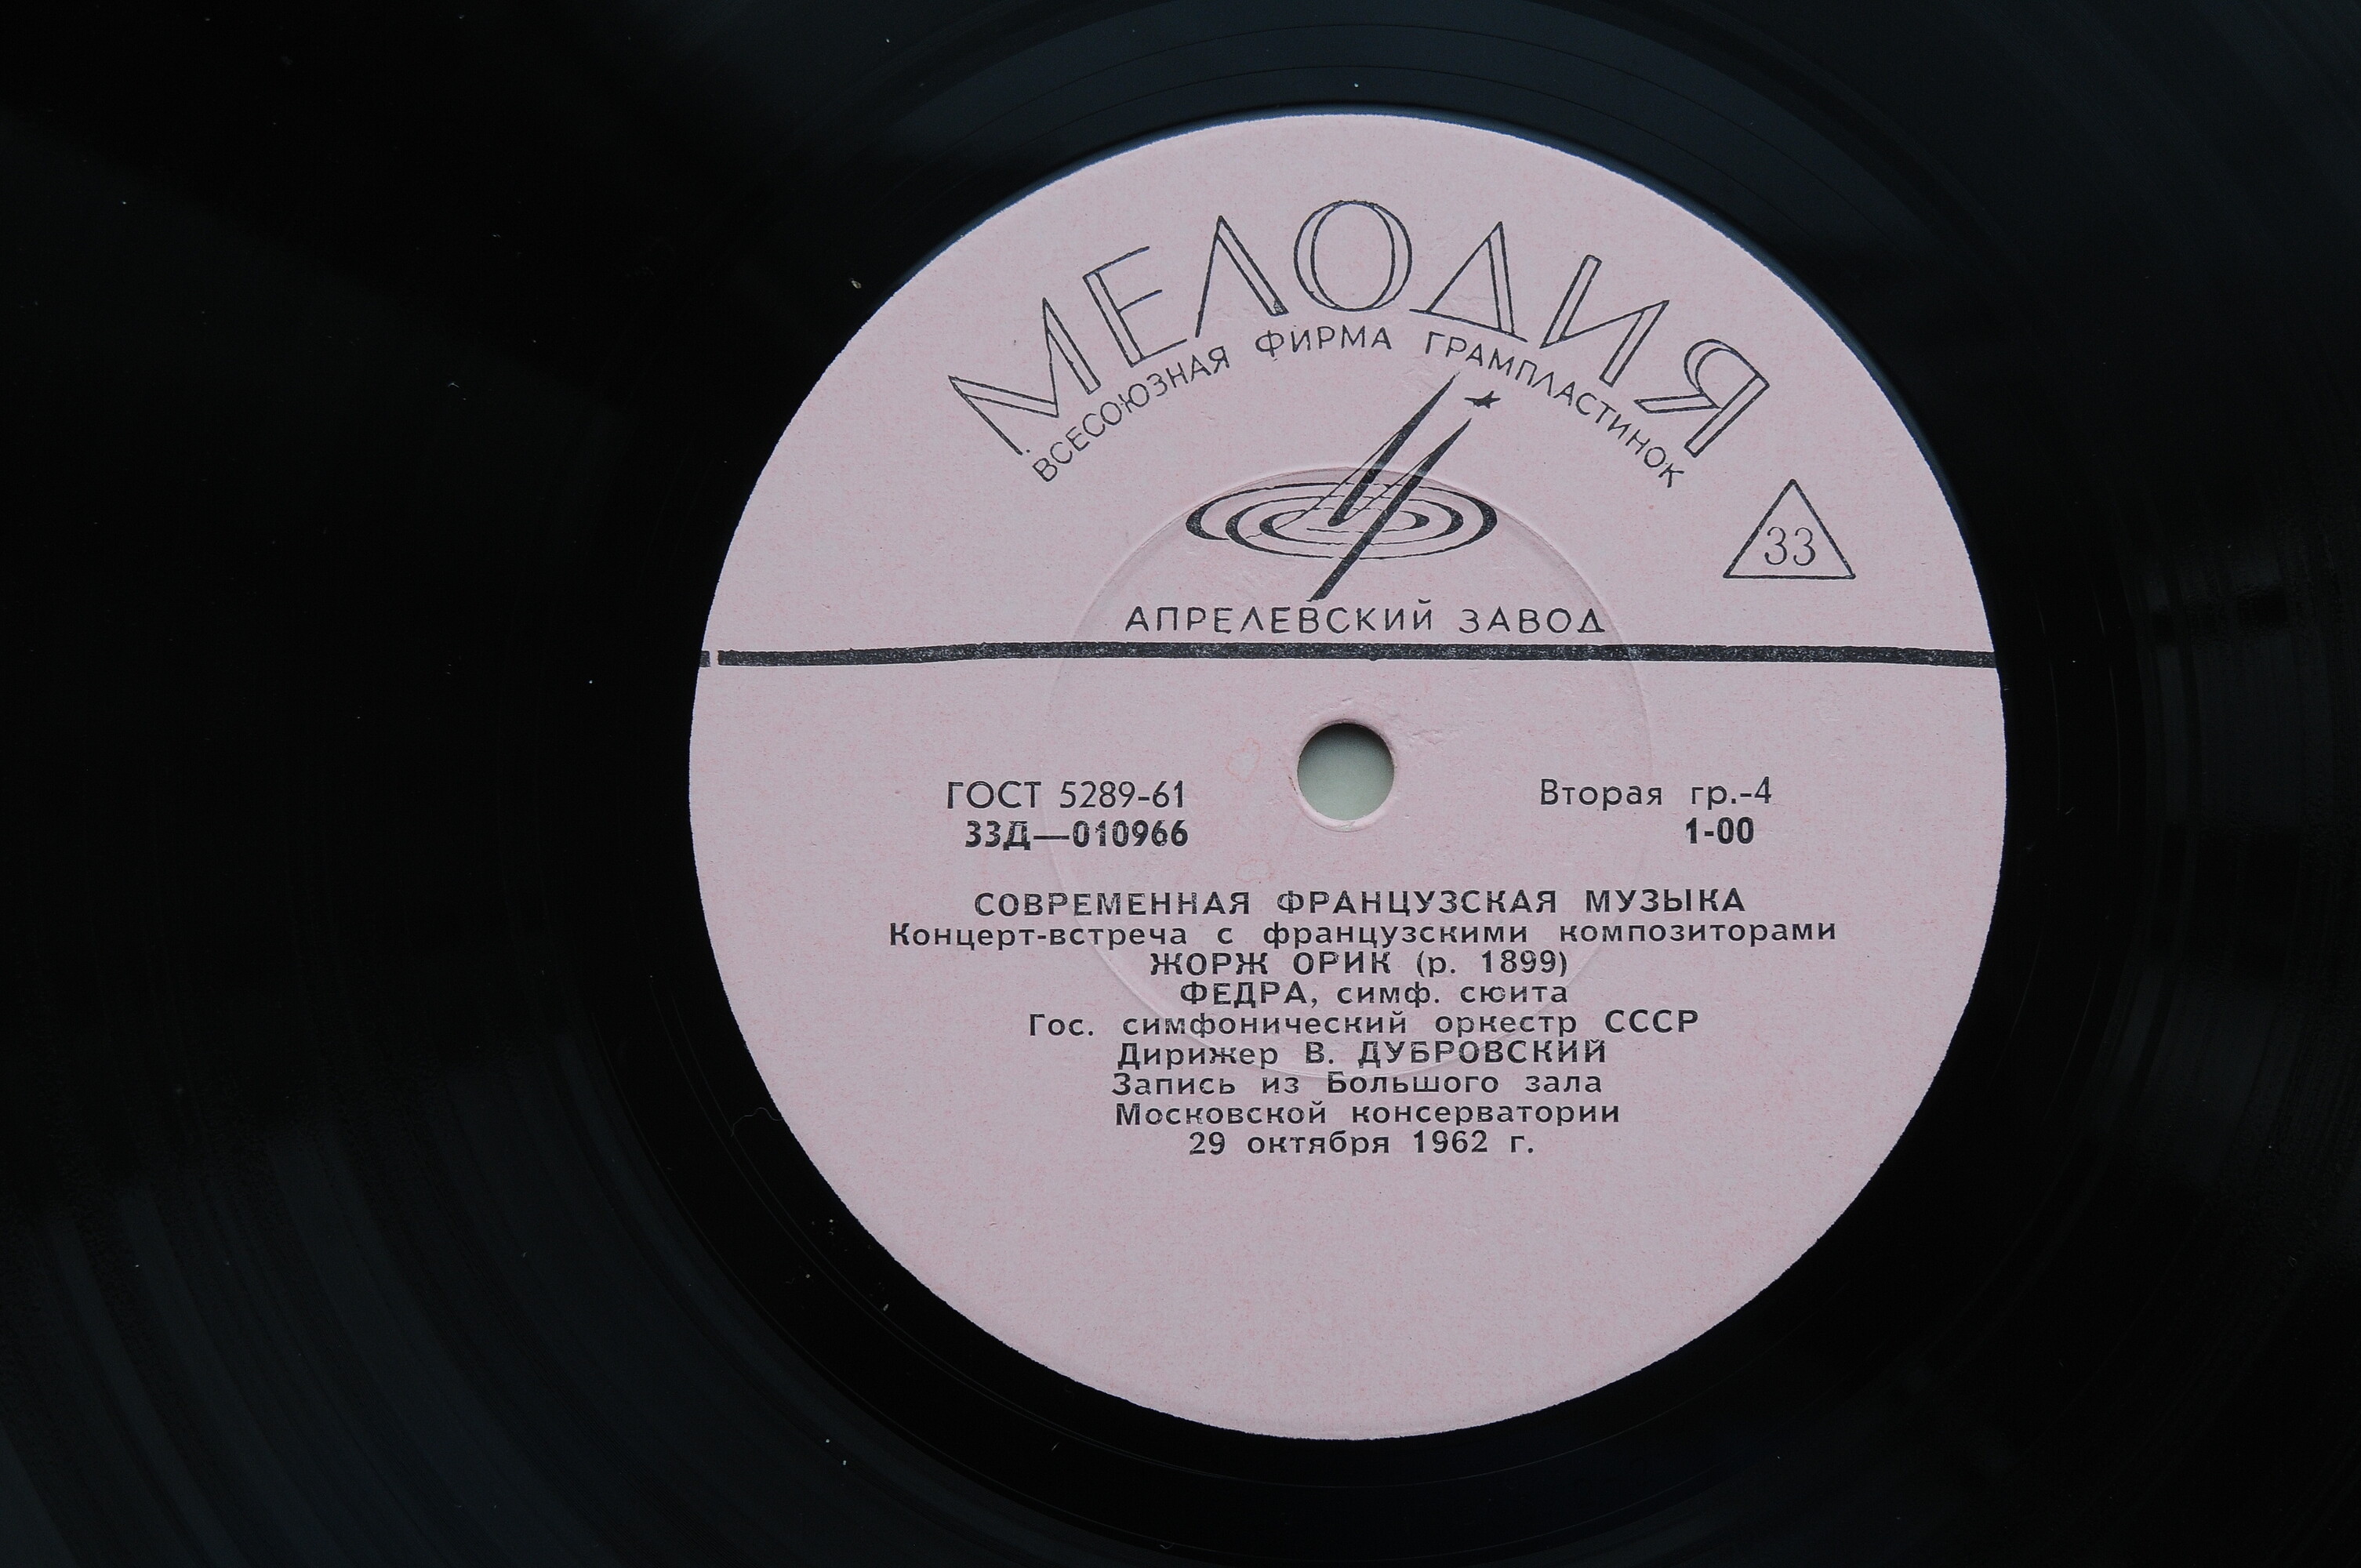 МЕЛОДИЯ
ВСЕСОЮЗНАЯ ФИРМА ГРАМПЛАСТИНОК
33
АПРЕЛЕВСКИЙ ЗАВОД
ГОСТ 5289-61 Вторая гр.-4
33Д—010966 1-00
СОВРЕМЕННАЯ ФРАНЦУЗСКАЯ МУЗЫКА
Концерт-встреча с французскими композиторами
ЖОРЖ ОРИК (р. 1899)
ФЕДРА, симф. сюита
Гос. симфонический оркестр СССР
Дирижер В. ДУБРОВСКИЙ
Запись из Большого зала
Московской консерватории
29 октября 1962 г.